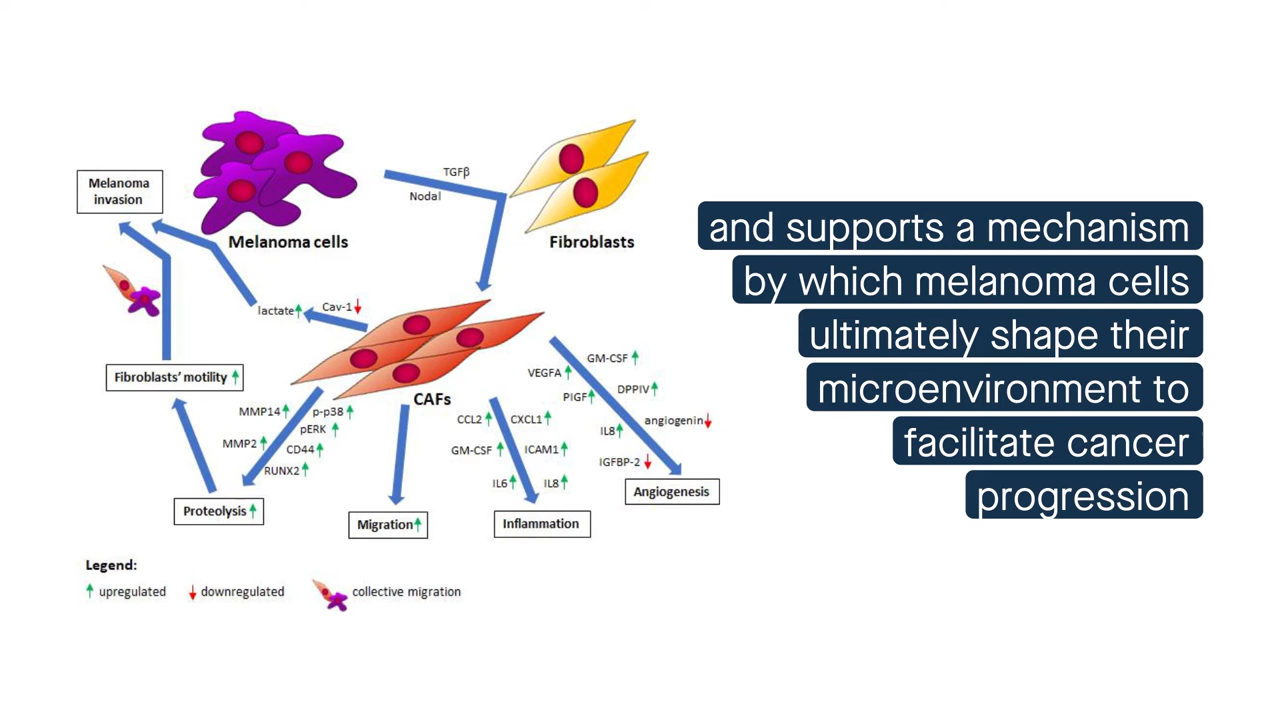 TGFβ
Nodal
Melanoma
invasion
Melanoma cells
Fibroblasts
lactate
Cav-1
Fibroblasts' motility
CAFs
MMP14
p-p38
pERK
MMP2
CD44
RUNX2
CCL2
CXCL1
GM-CSF
ICAM1
IL6
IL8
GM-CSF
VEGFA
DPPIV
PIGF
angiogenin
IL8
IGFBP-2
Proteolysis
Migration
Inflammation
Angiogenesis
Legend:
upregulated
downregulated
collective migration
and supports a mechanism
by which melanoma cells
ultimately shape their
microenvironment to
facilitate cancer
progression